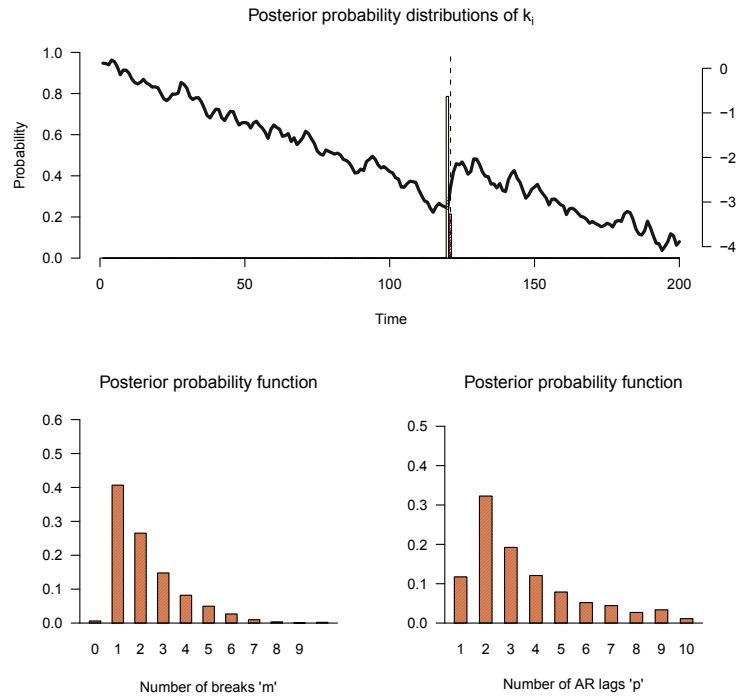 Posterior probability distributions of ki
1.0
0.8
0.6
0.4
0.2
0.0
Probability
0
−1
−2
−3
−4
0 50 100 150 200
Time
Posterior probability function
0.6
0.5
0.4
0.3
0.2
0.1
0.0
0 1 2 3 4 5 6 7 8 9
Number of breaks 'm'
Posterior probability function
0.5
0.4
0.3
0.2
0.1
0.0
1 2 3 4 5 6 7 8 9 10
Number of AR lags 'p'